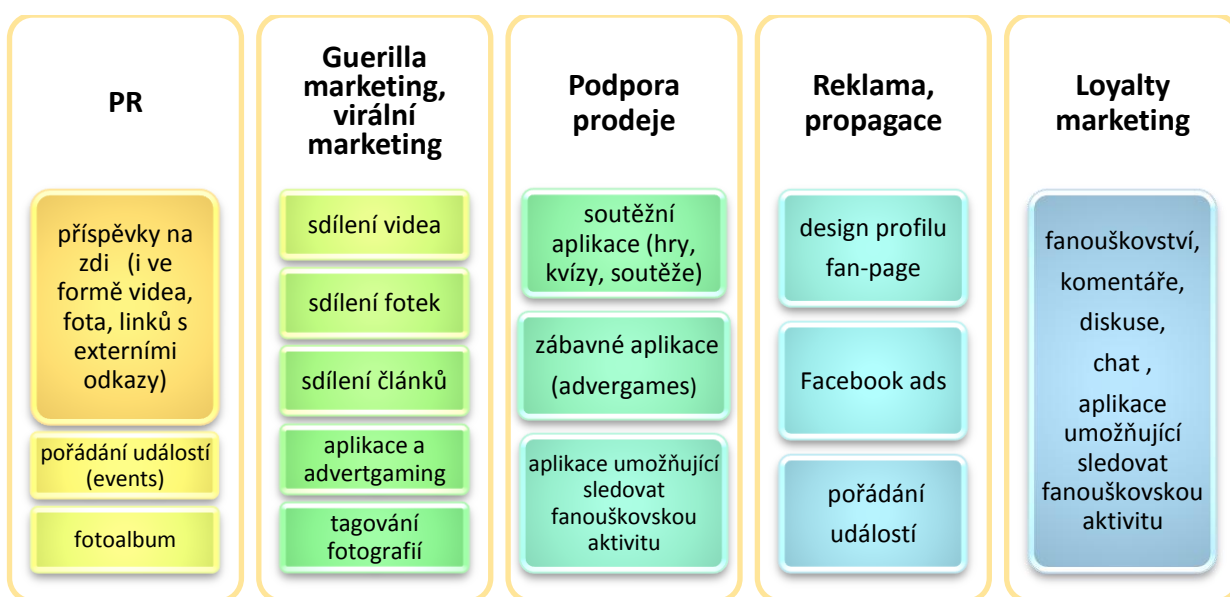 PR
příspěvky na
zdi (i ve
formě videa,
fota, linků s
externími
odkazy)
pořádání událostí
(events)
fotoalbum
Guerilla
marketing,
virální
marketing
sdílení videa
sdílení fotek
sdílení článků
aplikace a
advertgaming
tagování
fotografií
Podpora
prodeje
soutěžní
aplikace (hry,
kvízy, soutěže)
zábavné aplikace
(advergames)
aplikace umožňující
sledovat
fanouškovskou
aktivitu
Reklama,
propagace
design profilu
fan-page
Facebook ads
pořádání
událostí
Loyalty
marketing
fanouškovství,
komentáře,
diskuse,
chat ,
aplikace
umožňující
sledovat
fanouškovskou
aktivitu